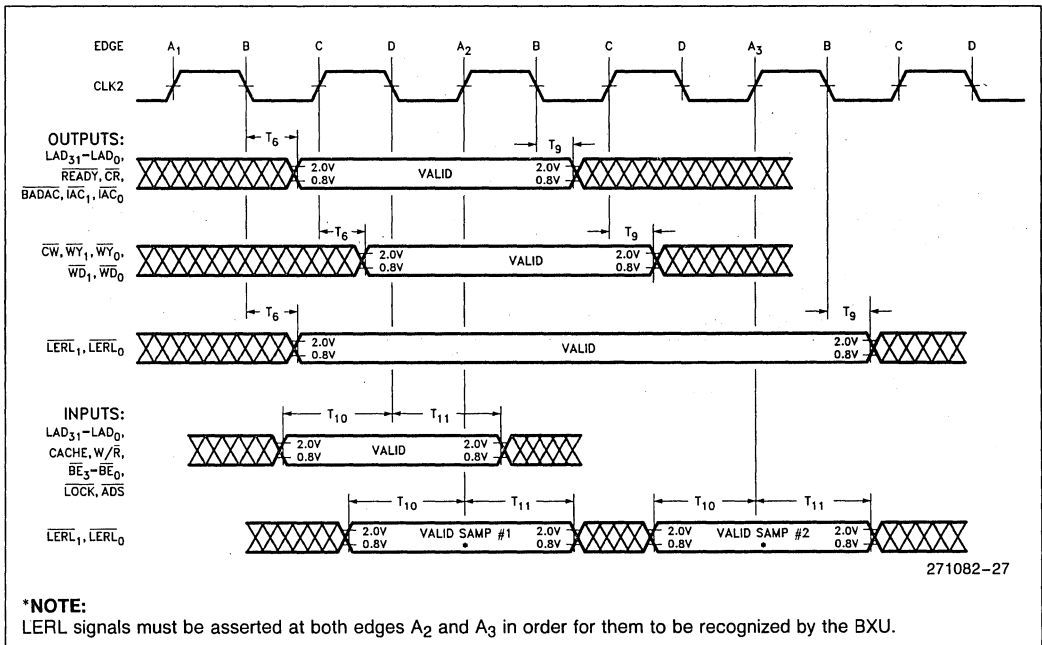 EDGE A1 B C D A2 B C D A3 B C D
CLK2
OUTPUTS:
LAD31–LAD0,
READY, CR,
BADAC, IAC1, IAC0
T6 T9
2.0V VALID 2.0V
0.8V 0.8V
CW, WY1, WY0,
WD1, WD0
T6 T9
2.0V VALID 2.0V
0.8V 0.8V
LERL1, LERL0
T6 T9
2.0V VALID 2.0V
0.8V 0.8V
INPUTS:
LAD31–LAD0,
CACHE, W/R,
BE3–BE0,
LOCK, ADS
T10 T11
2.0V VALID 2.0V
0.8V 0.8V
LERL1, LERL0
T10 T11 T10 T11
2.0V VALID SAMP #1 2.0V 2.0V VALID SAMP #2 2.0V
0.8V * 0.8V 0.8V * 0.8V
271082–27
*NOTE:
LERL signals must be asserted at both edges A2 and A3 in order for them to be recognized by the BXU.